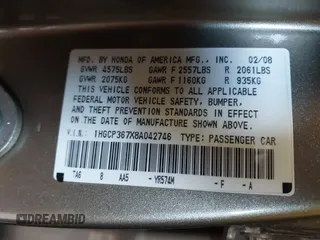 MFD. BY HONDA OF AMERICA MFG., INC. 02/08
GVWR 4575LBS GAWR F 2557LBS R 2061LBS
GVWR 2075KG GAWR F 1160KG R 935KG
THIS VEHICLE CONFORMS TO ALL APPLICABLE
FEDERAL MOTOR VEHICLE SAFETY, BUMPER,
AND THEFT PREVENTION STANDARDS IN EFFECT
ON THE DATE OF MANUFACTURE SHOWN ABOVE.
V.I.N.: 1HGCP367X8A042746 TYPE: PASSENGER CAR
TA6 8 AA5 - YR574M - F - A
DREAMBID